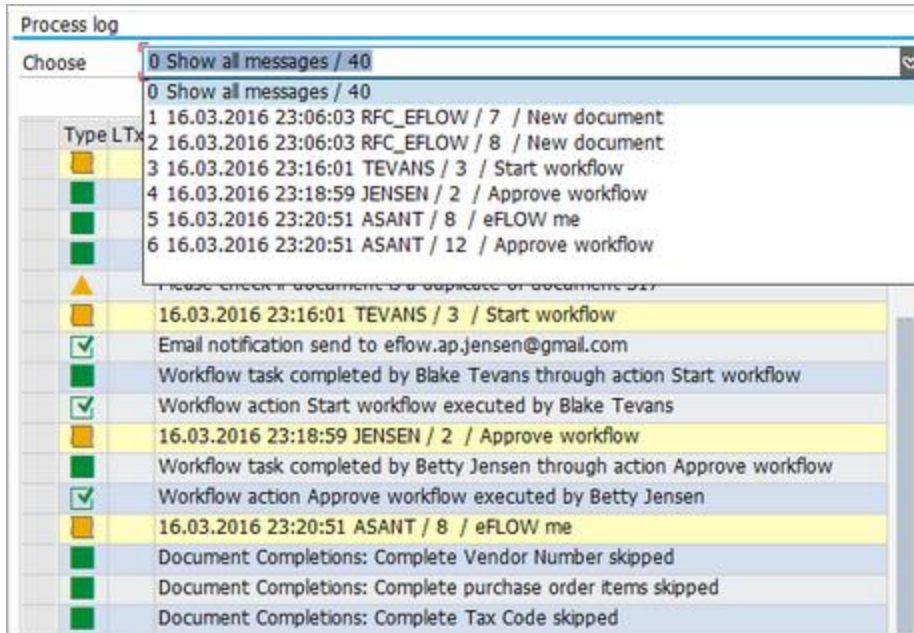 Process log
Choose
0 Show all messages / 40
0 Show all messages / 40
1 16.03.2016 23:06:03 RFC_EFLOW / 7 / New document
2 16.03.2016 23:06:03 RFC_EFLOW / 8 / New document
3 16.03.2016 23:16:01 TEVANS / 3 / Start workflow
4 16.03.2016 23:18:59 JENSEN / 2 / Approve workflow
5 16.03.2016 23:20:51 ASANT / 8 / eFLOW me
6 16.03.2016 23:20:51 ASANT / 12 / Approve workflow
Type LTx
Please check if document is a duplicate of document 317
16.03.2016 23:16:01 TEVANS / 3 / Start workflow
Email notification send to eflow.ap.jensen@gmail.com
Workflow task completed by Blake Tevans through action Start workflow
Workflow action Start workflow executed by Blake Tevans
16.03.2016 23:18:59 JENSEN / 2 / Approve workflow
Workflow task completed by Betty Jensen through action Approve workflow
Workflow action Approve workflow executed by Betty Jensen
16.03.2016 23:20:51 ASANT / 8 / eFLOW me
Document Completions: Complete Vendor Number skipped
Document Completions: Complete purchase order items skipped
Document Completions: Complete Tax Code skipped